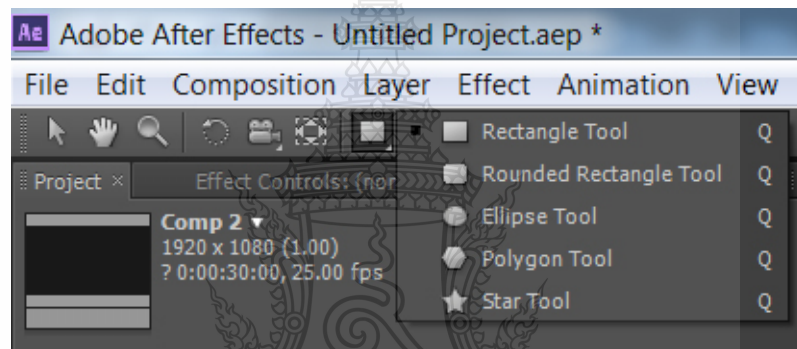 Ae Adobe After Effects - Untitled Project.aep *
File Edit Composition Layer Effect Animation View
Rectangle Tool Q
Project × Effect Controls: (nor
Rounded Rectangle Tool Q
Comp 2 ▼
Ellipse Tool Q
1920 x 1080 (1.00)
Polygon Tool Q
? 0:00:30:00, 25.00 fps
Star Tool Q